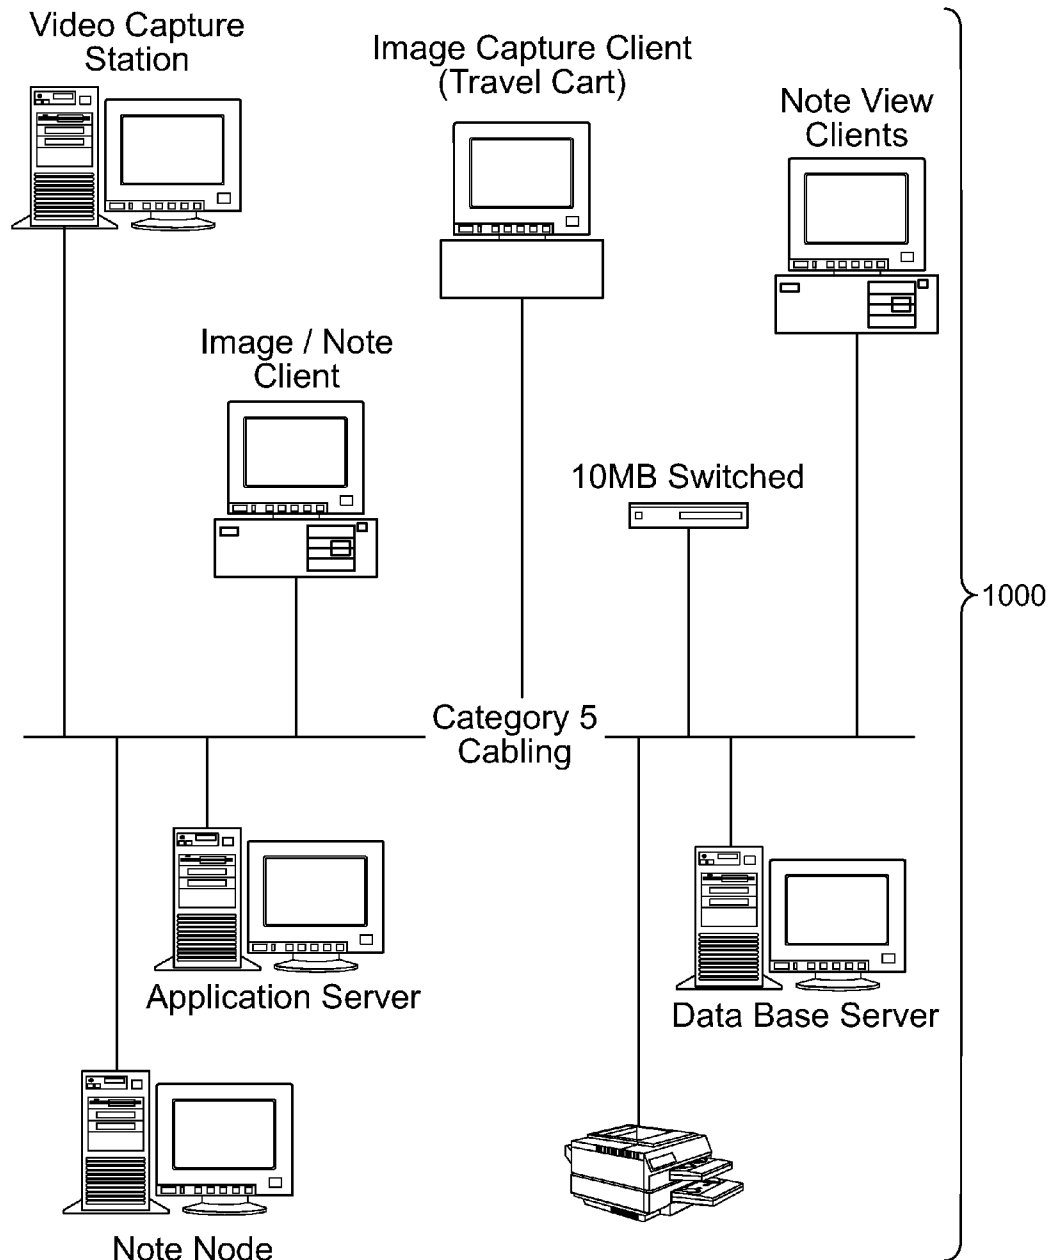 Video Capture
Station
Image Capture Client
(Travel Cart)
Note View
Clients
Image / Note
Client
10MB Switched
1000
Category 5
Cabling
Application Server
Data Base Server
Note Node